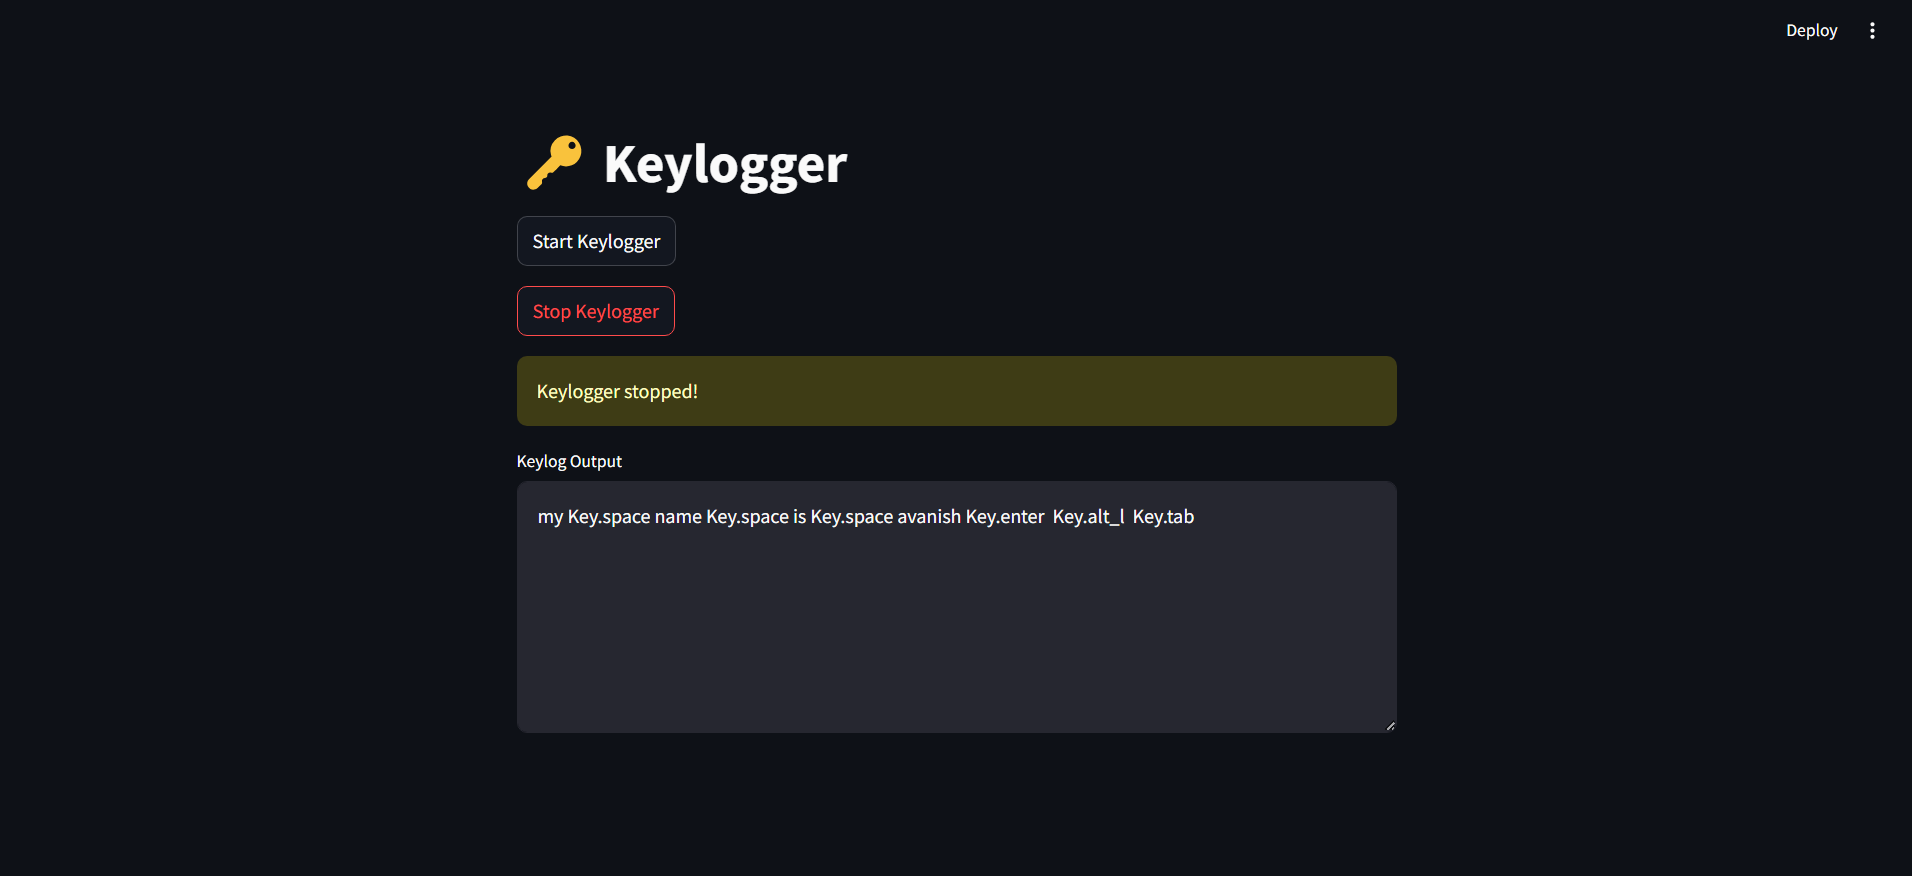 Deploy
Keylogger
Start Keylogger
Stop Keylogger
Keylogger stopped!
Keylog Output
my Key.space name Key.space is Key.space avanish Key.enter  Key.alt_l  Key.tab